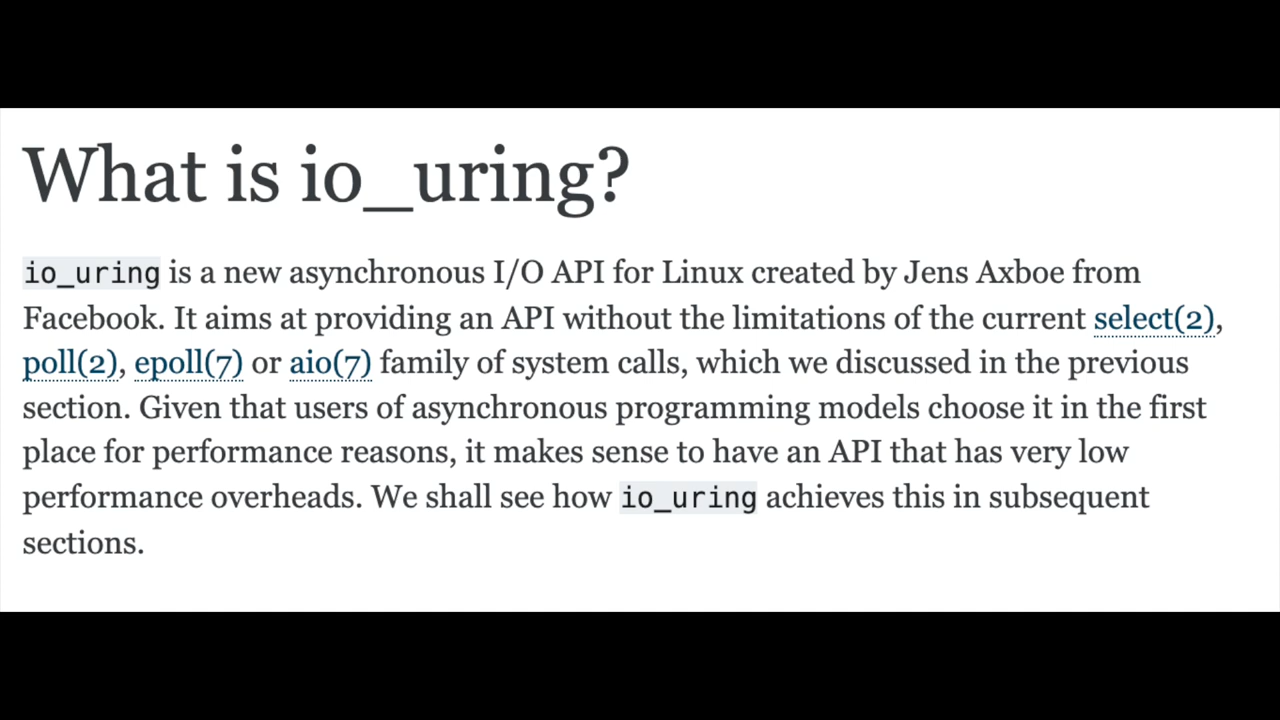 What is io_uring?
io_uring is a new asynchronous I/O API for Linux created by Jens Axboe from
Facebook. It aims at providing an API without the limitations of the current select(2),
poll(2), epoll(7) or aio(7) family of system calls, which we discussed in the previous
section. Given that users of asynchronous programming models choose it in the first
place for performance reasons, it makes sense to have an API that has very low
performance overheads. We shall see how io_uring achieves this in subsequent
sections.